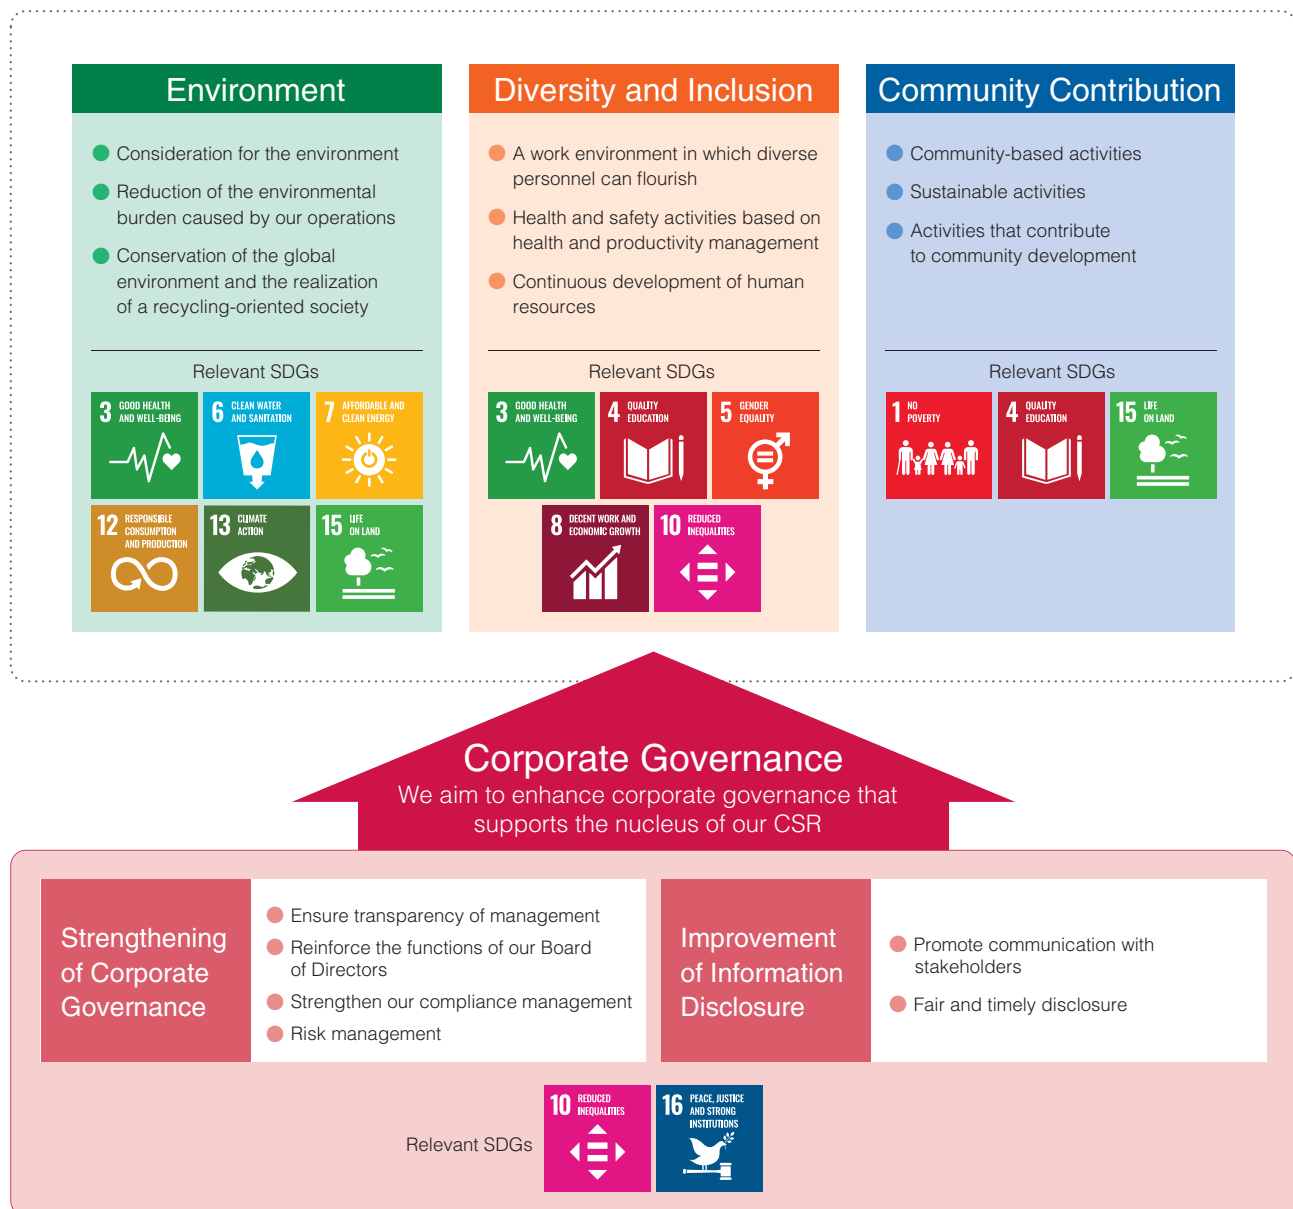 Environment
Consideration for the environment
Reduction of the environmental
burden caused by our operations
Conservation of the global
environment and the realization
of a recycling-oriented society
Relevant SDGs
3 GOOD HEALTH
AND WELL-BEING
6 CLEAN WATER
AND SANITATION
7 AFFORDABLE AND
CLEAN ENERGY
12 RESPONSIBLE
CONSUMPTION
AND PRODUCTION
13 CLIMATE
ACTION
15 LIFE
ON LAND
Diversity and Inclusion
A work environment in which diverse
personnel can flourish
Health and safety activities based on
health and productivity management
Continuous development of human
resources
Relevant SDGs
3 GOOD HEALTH
AND WELL-BEING
4 QUALITY
EDUCATION
5 GENDER
EQUALITY
8 DECENT WORK AND
ECONOMIC GROWTH
10 REDUCED
INEQUALITIES
Community Contribution
Community-based activities
Sustainable activities
Activities that contribute
to community development
Relevant SDGs
1 NO
POVERTY
4 QUALITY
EDUCATION
15 LIFE
ON LAND
Corporate Governance
We aim to enhance corporate governance that
supports the nucleus of our CSR
Strengthening
of Corporate
Governance
Ensure transparency of management
Reinforce the functions of our Board
of Directors
Strengthen our compliance management
Risk management
Improvement
of Information
Disclosure
Promote communication with
stakeholders
Fair and timely disclosure
Relevant SDGs
10 REDUCED
INEQUALITIES
16 PEACE, JUSTICE
AND STRONG
INSTITUTIONS